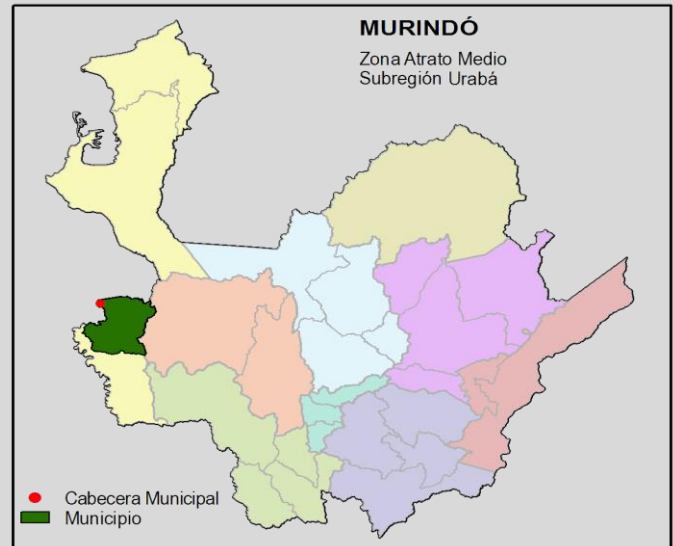 MURINDÓ
Zona Atrato Medio
Subregión Urabá
Cabecera Municipal
Municipio